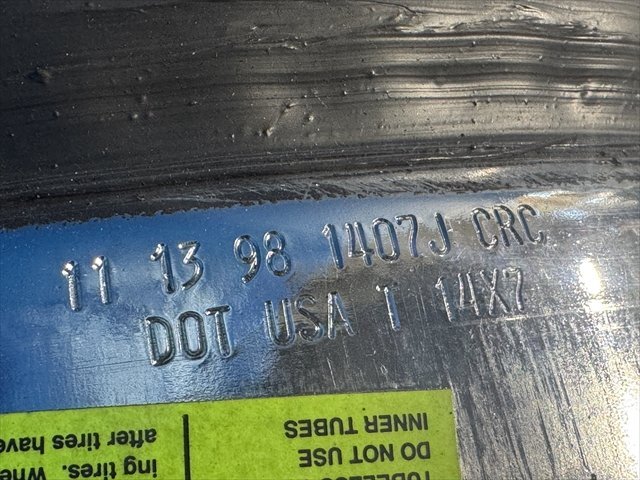 11 13 98 1407J CRC
DOT USA T 14X7
ing tires. Whe
after tires have
DO NOT USE
INNER TUBES